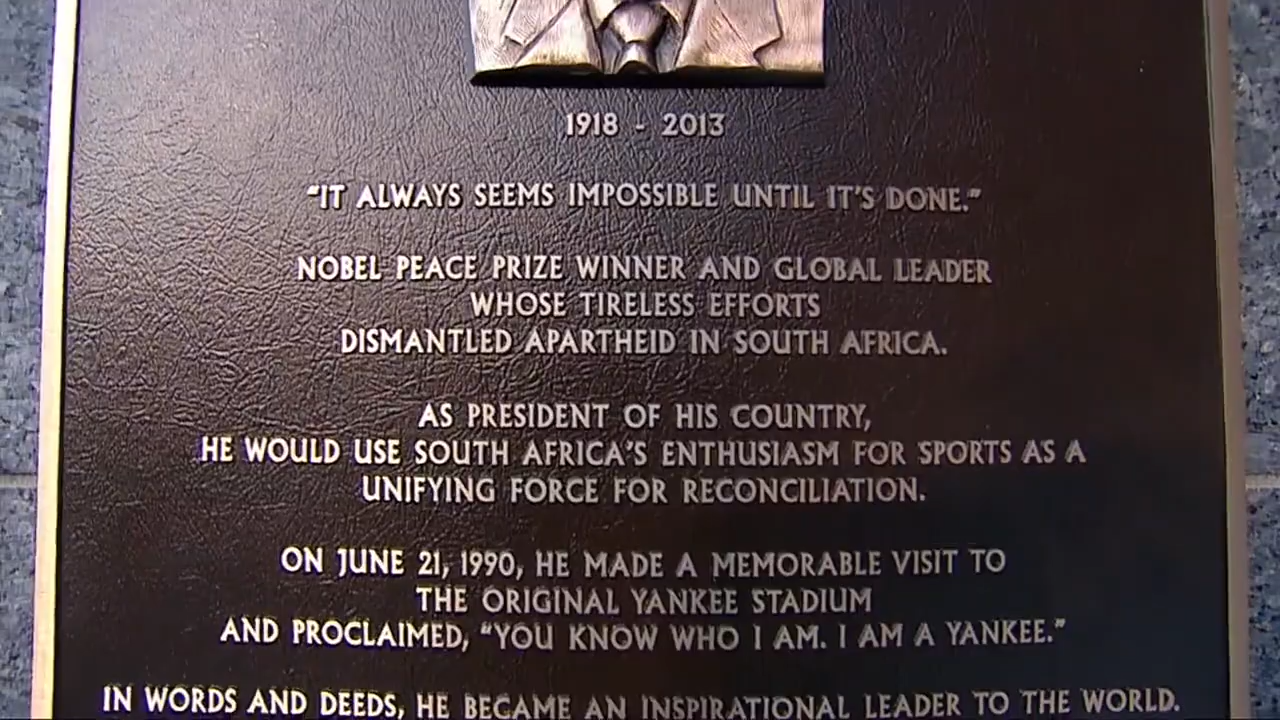 1918 - 2013
"IT ALWAYS SEEMS IMPOSSIBLE UNTIL IT'S DONE."
NOBEL PEACE PRIZE WINNER AND GLOBAL LEADER
WHOSE TIRELESS EFFORTS
DISMANTLED APARTHEID IN SOUTH AFRICA.
AS PRESIDENT OF HIS COUNTRY,
HE WOULD USE SOUTH AFRICA'S ENTHUSIASM FOR SPORTS AS A
UNIFYING FORCE FOR RECONCILIATION.
ON JUNE 21, 1990, HE MADE A MEMORABLE VISIT TO
THE ORIGINAL YANKEE STADIUM
AND PROCLAIMED, "YOU KNOW WHO I AM. I AM A YANKEE."
IN WORDS AND DEEDS, HE BECAME AN INSPIRATIONAL LEADER TO THE WORLD.